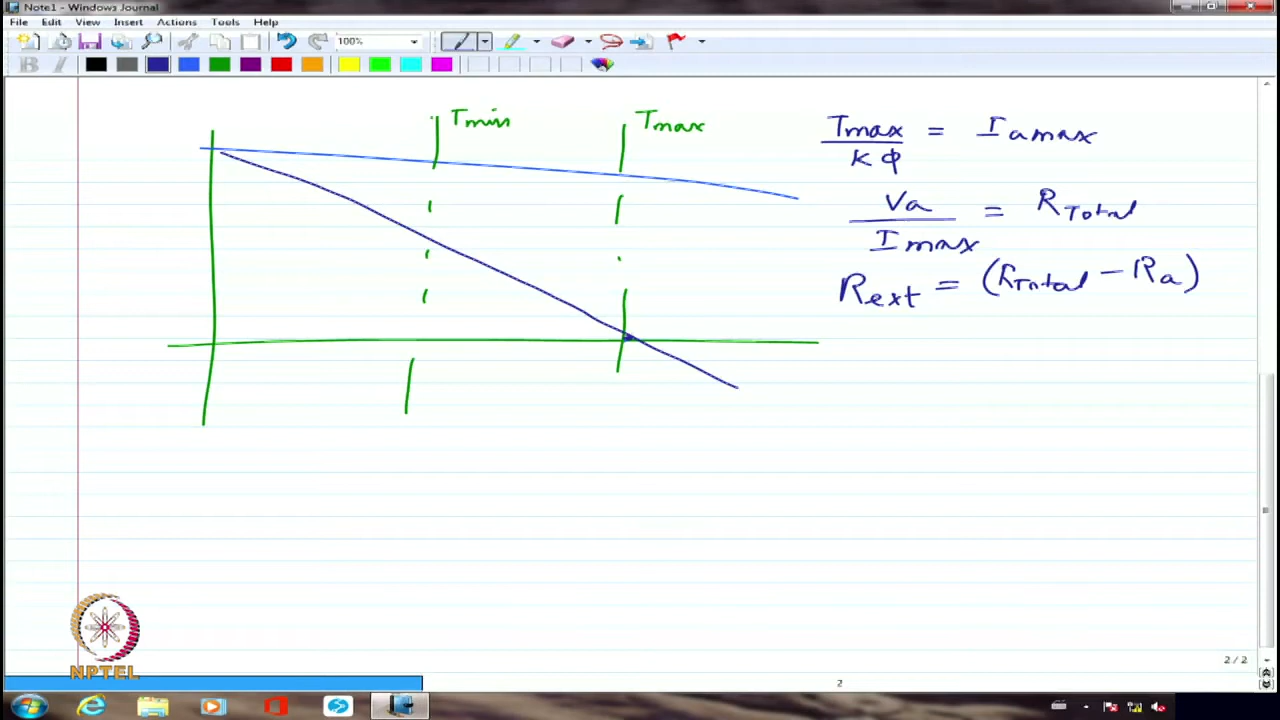 Note1 - Windows Journal
File Edit View Insert Actions Tools Help
100%
B I
Tmin Tmax
Tmax / Kϕ = Iamax
Va / Imax = RTotal
Rext = (RTotal - Ra)
NPTEL
2 / 2
2